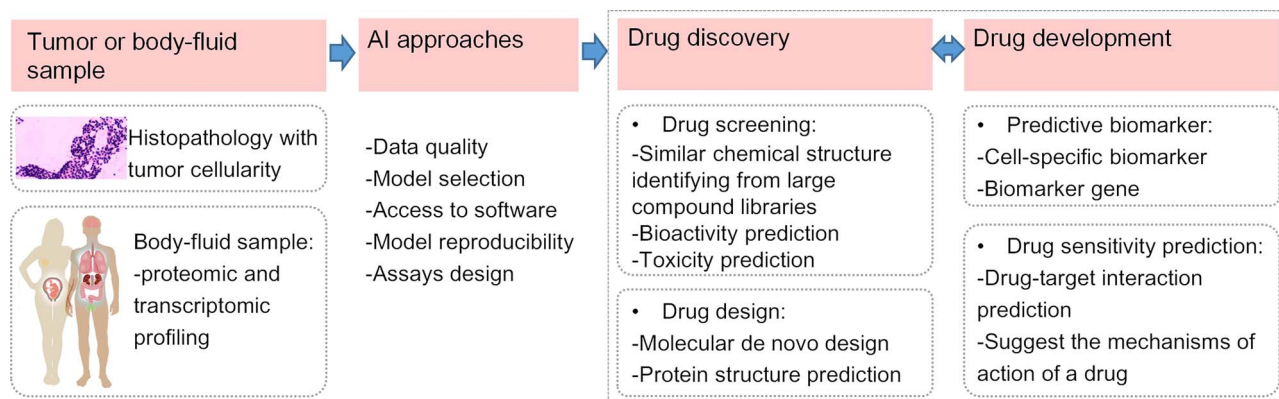 Tumor or body-fluid
sample
Histopathology with
tumor cellularity
Body-fluid sample:
-proteomic and
transcriptomic
profiling
AI approaches
-Data quality
-Model selection
-Access to software
-Model reproducibility
-Assays design
Drug discovery
• Drug screening:
-Similar chemical structure
identifying from large
compound libraries
-Bioactivity prediction
-Toxicity prediction
• Drug design:
-Molecular de novo design
-Protein structure prediction
Drug development
• Predictive biomarker:
-Cell-specific biomarker
-Biomarker gene
• Drug sensitivity prediction:
-Drug-target interaction
prediction
-Suggest the mechanisms of
action of a drug